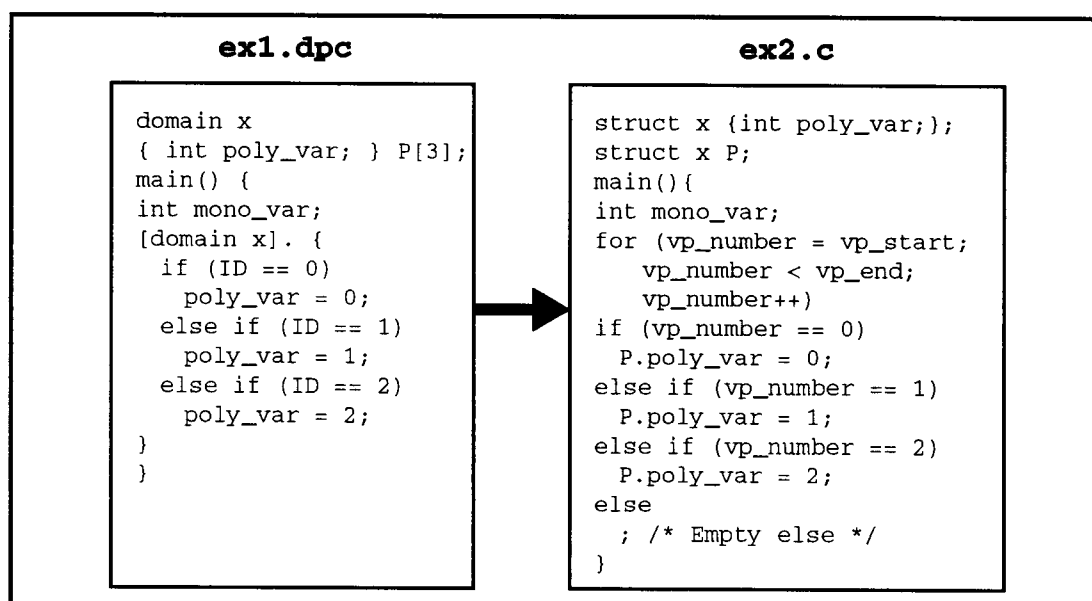 ex1.dpc
domain x
{ int poly_var; } P[3];
main() {
int mono_var;
[domain x]. {
if (ID == 0)
poly_var = 0;
else if (ID == 1)
poly_var = 1;
else if (ID == 2)
poly_var = 2;
}
}
ex2.c
struct x {int poly_var;};
struct x P;
main(){
int mono_var;
for (vp_number = vp_start;
vp_number < vp_end;
vp_number++)
if (vp_number == 0)
P.poly_var = 0;
else if (vp_number == 1)
P.poly_var = 1;
else if (vp_number == 2)
P.poly_var = 2;
else
; /* Empty else */
}